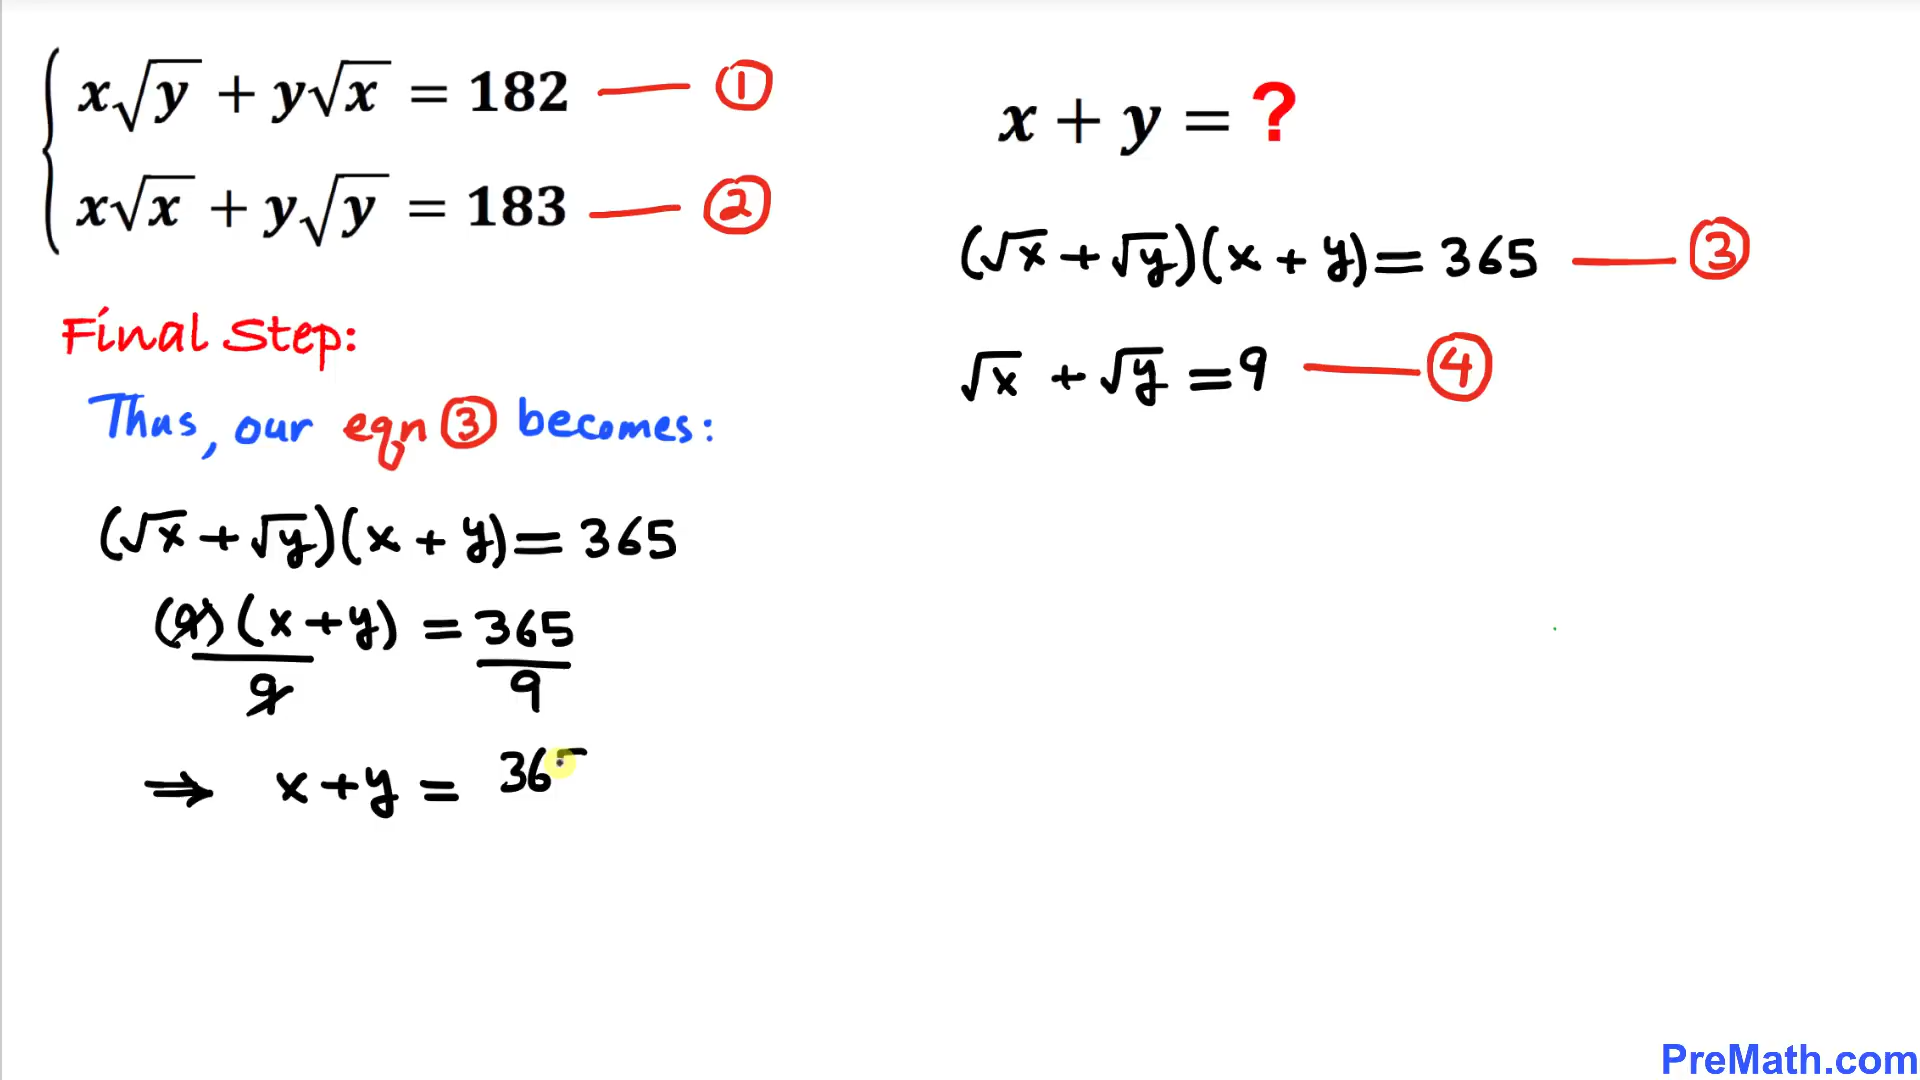 x√y + y√x = 182 —— ①
x√x + y√y = 183 —— ②
Final Step:
Thus, our eqn ③ becomes:
(√x + √y)(x + y) = 365
(9)(x+y) = 365
9 9
⇒ x+y = 365
x + y = ?
(√x + √y)(x + y) = 365 —— ③
√x + √y = 9 —— ④
PreMath.com